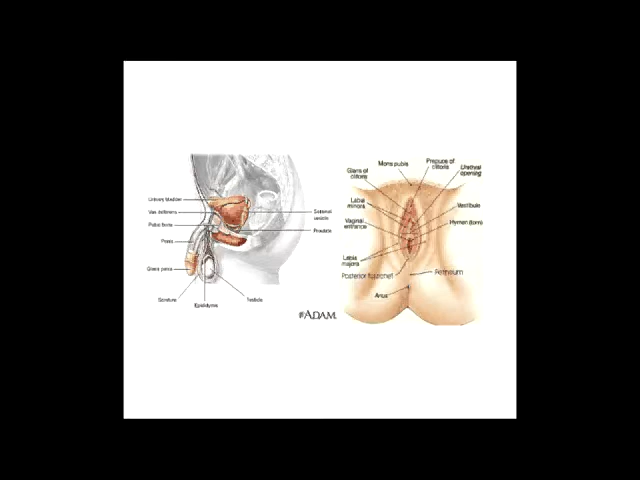 Urinary bladder
Vas deferens
Pubic bone
Penis
Glans penis
Scrotum
Epididymis
Testicle
Seminal
vesicle
Prostate
ADAM.
Mons pubis
Prepuce of
clitoris
Urethral
opening
Glans of
clitoris
Labia
minora
Vaginal
entrance
Labia
majora
Vestibule
Hymen (torn)
Posterior
Perineum
Anus